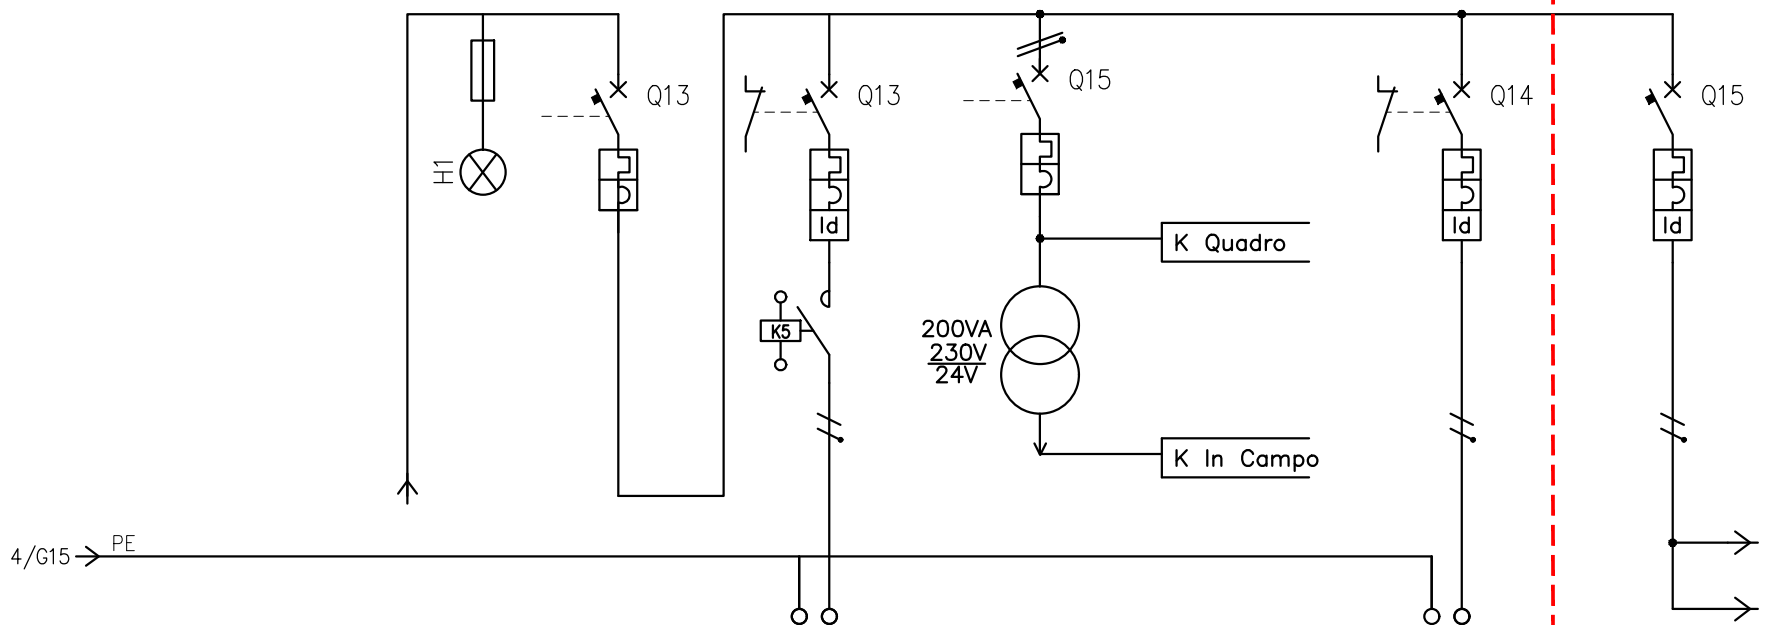 Q13
Q13
Q15
Q14
Q15
H1
Id
Id
Id
K Quadro
K5
200VA
230V
24V
K In Campo
4/G15
PE